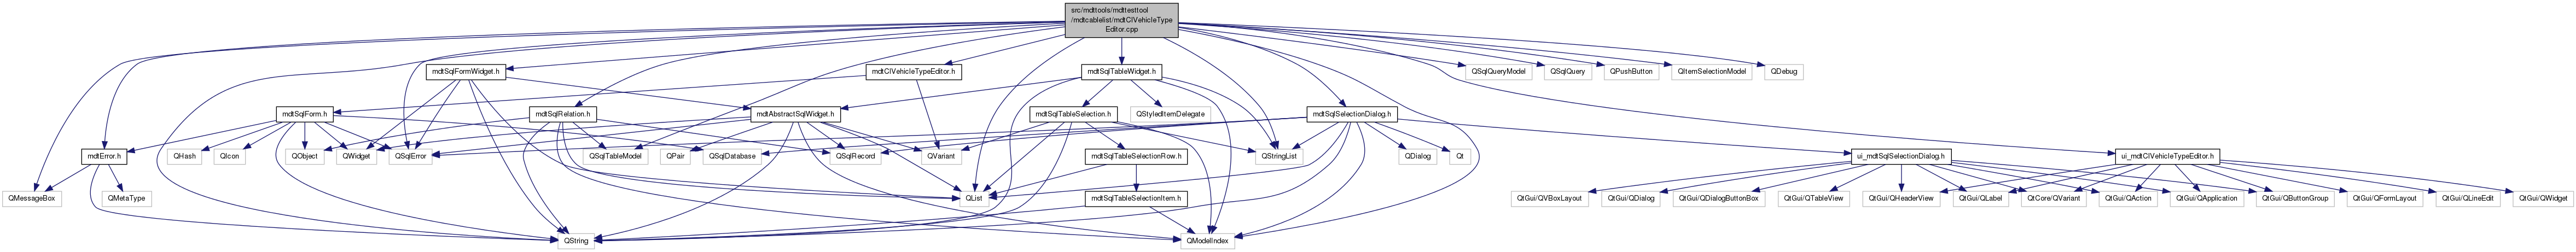 src/mdttools/mdttesttool
/mdtcablelist/mdtClVehicleType
Editor.cpp
mdtSqlFormWidget.h
mdtClVehicleTypeEditor.h
mdtSqlTableWidget.h
QSqlQueryModel
QSqlQuery
QPushButton
QItemSelectionModel
QDebug
mdtSqlForm.h
mdtSqlRelation.h
mdtAbstractSqlWidget.h
mdtSqlTableSelection.h
QStyledItemDelegate
mdtSqlSelectionDialog.h
mdtError.h
QHash
QIcon
QObject
QWidget
QSqlError
QSqlTableModel
QPair
QSqlDatabase
QSqlRecord
QVariant
mdtSqlTableSelectionRow.h
QStringList
QDialog
Qt
ui_mdtSqlSelectionDialog.h
ui_mdtClVehicleTypeEditor.h
QMessageBox
QMetaType
QList
mdtSqlTableSelectionItem.h
QtGui/QVBoxLayout
QtGui/QDialog
QtGui/QDialogButtonBox
QtGui/QTableView
QtGui/QHeaderView
QtGui/QLabel
QtCore/QVariant
QtGui/QAction
QtGui/QApplication
QtGui/QButtonGroup
QtGui/QFormLayout
QtGui/QLineEdit
QtGui/QWidget
QString
QModelIndex